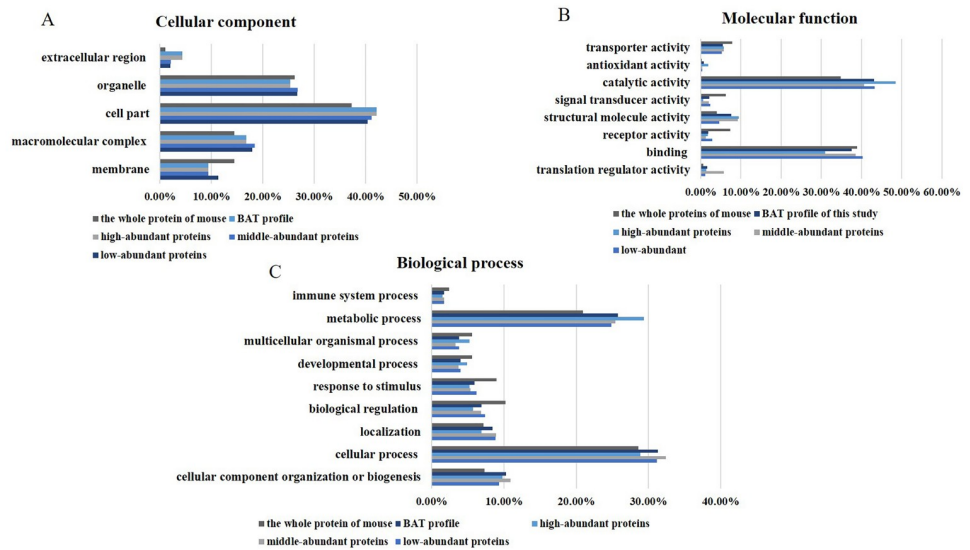 A
Cellular component
extracellular region
organelle
cell part
macromolecular complex
membrane
0.00% 10.00% 20.00% 30.00% 40.00% 50.00%
the whole protein of mouse BAT profile
high-abundant proteins middle-abundant proteins
low-abundant proteins
B
Molecular function
transporter activity
antioxidant activity
catalytic activity
signal transducer activity
structural molecule activity
receptor activity
binding
translation regulator activity
0.00% 10.00% 20.00% 30.00% 40.00% 50.00% 60.00%
the whole protein of mouse BAT profile of this study
high-abundant proteins middle-abundant proteins
low-abundant
C
Biological process
immune system process
metabolic process
multicellular organismal process
developmental process
response to stimulus
biological regulation
localization
cellular process
cellular component organization or biogenesis
0.00% 10.00% 20.00% 30.00% 40.00%
the whole protein of mouse BAT profile high-abundant proteins
middle-abundant proteins low-abundant proteins